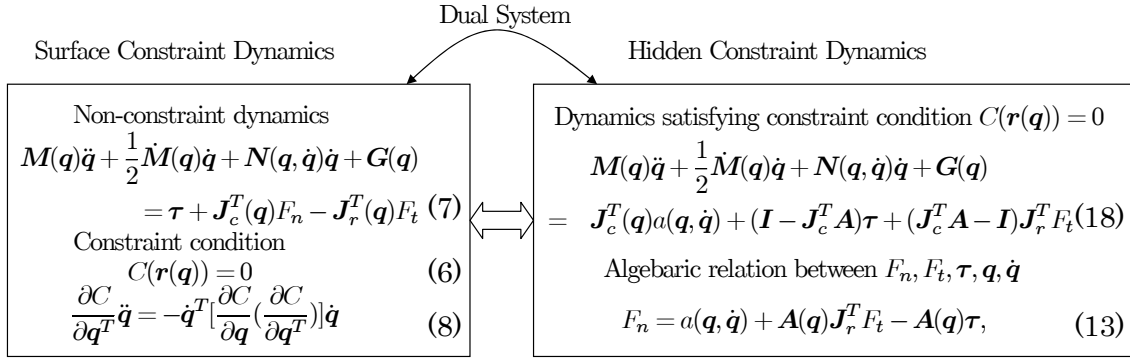 Dual System
Surface Constraint Dynamics
Hidden Constraint Dynamics
Non-constraint dynamics
M(q)q̈ + 1/2 Ṁ(q)q̇ + N(q, q̇)q̇ + G(q)
= τ + J_c^T(q)F_n − J_r^T(q)F_t (7)
Constraint condition
C(r(q)) = 0 (6)
∂C/∂q^T q̈ = −q̇^T[∂C/∂q(∂C/∂q^T)]q̇ (8)
Dynamics satisfying constraint condition C(r(q)) = 0
M(q)q̈ + 1/2 Ṁ(q)q̇ + N(q, q̇)q̇ + G(q)
= J_c^T(q)a(q, q̇) + (I − J_c^T A)τ + (J_c^T A − I)J_r^T F_t (18)
Algebaric relation between F_n, F_t, τ, q, q̇
F_n = a(q, q̇) + A(q)J_r^T F_t − A(q)τ, (13)